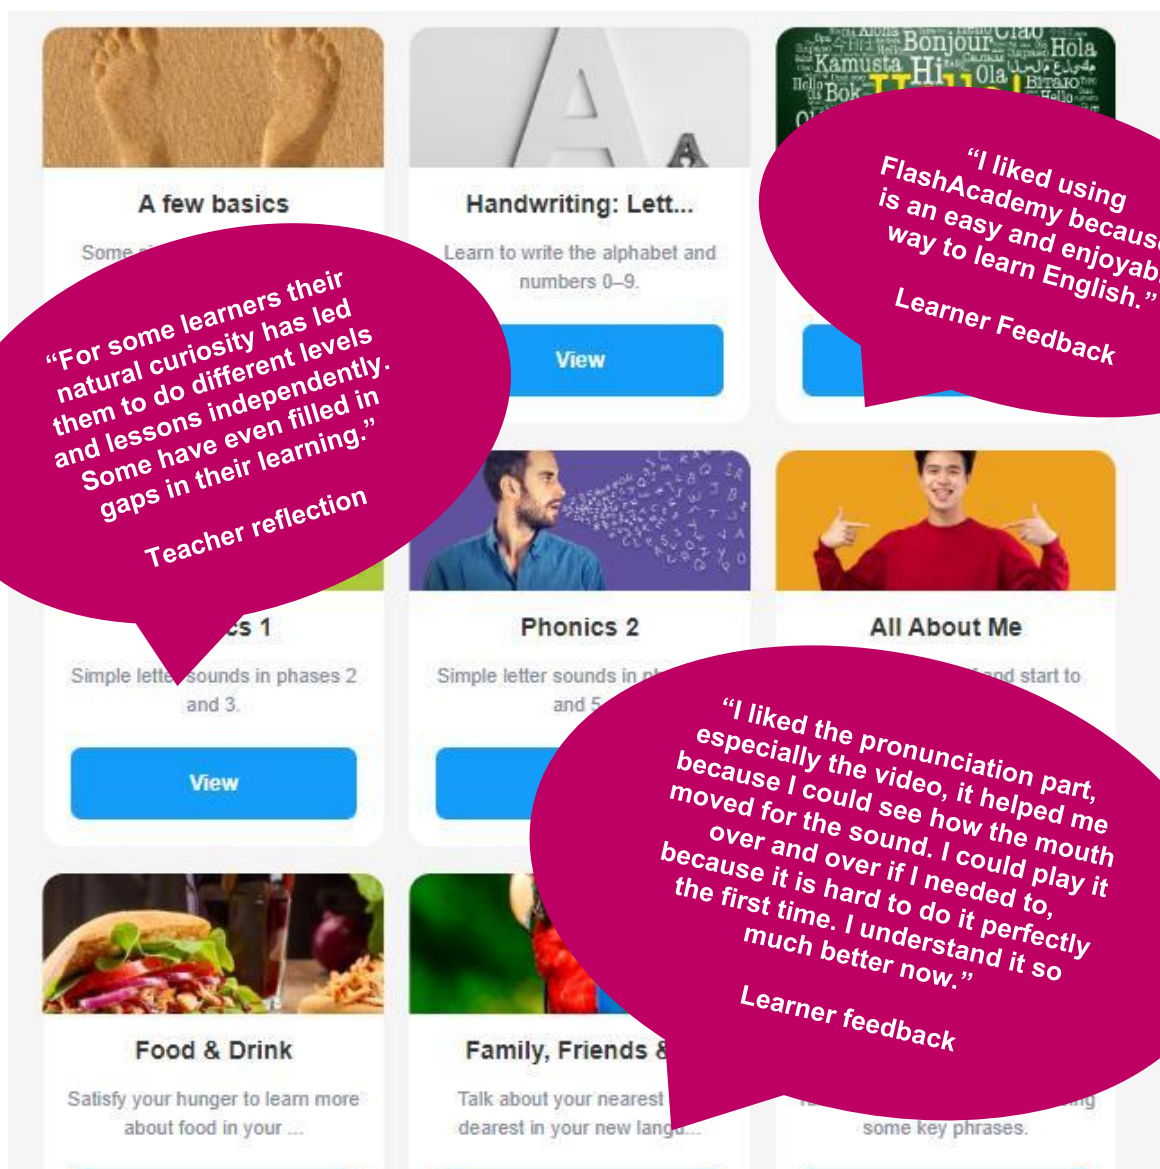 Bonjour
Ciao
Hola
Kamusta
Hi
Ola
Bok
Hello
A few basics
Some
Handwriting: Lett...
Learn to write the alphabet and
numbers 0–9.
View
“I liked using
FlashAcademy because
is an easy and enjoyab
way to learn English.”
Learner Feedback
“For some learners their
natural curiosity has led
them to do different levels
and lessons independently.
Some have even filled in
gaps in their learning.”
Teacher reflection
cs 1
Simple lette sounds in phases 2
and 3.
View
Phonics 2
Simple letter sounds in
and 5
All About Me
and start to
“I liked the pronunciation part,
especially the video, it helped me
because I could see how the mouth
moved for the sound. I could play it
over and over if I needed to,
because it is hard to do it perfectly
the first time. I understand it so
much better now.”
Learner feedback
Food & Drink
Satisfy your hunger to learn more
about food in your ...
Family, Friends &
Talk about your nearest
dearest in your new langu...
some key phrases.